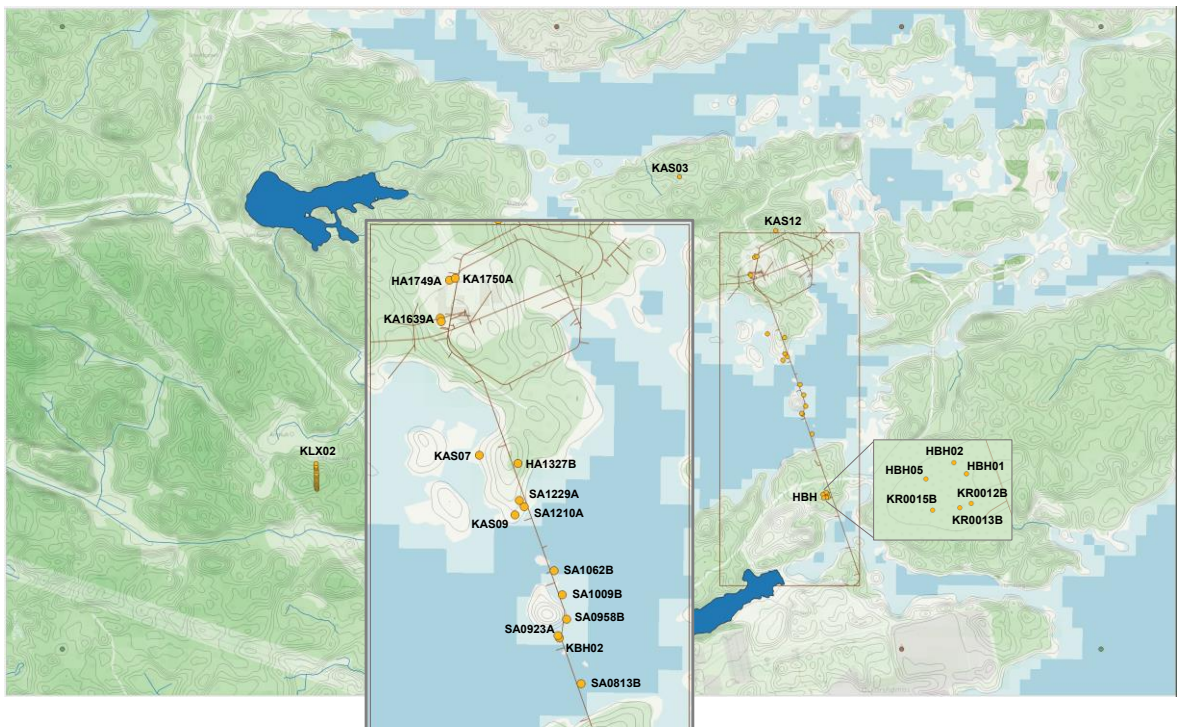 KAS03
KAS12
HA1749A
KA1750A
KA1639A
KLX02
KAS07
HA1327B
SA1229A
SA1210A
KAS09
HBH02
HBH01
HBH05
HBH
KR0012B
KR0015B
KR0013B
SA1062B
SA1009B
SA0958B
SA0923A
KBH02
SA0813B